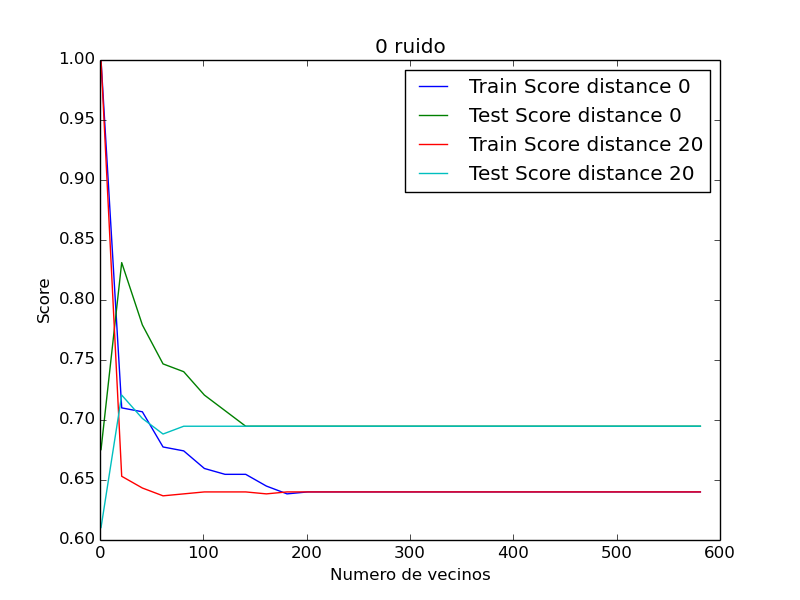 0 ruido
Train Score distance 0
Test Score distance 0
Train Score distance 20
Test Score distance 20
1.00
0.95
0.90
0.85
0.80
0.75
0.70
0.65
0.60
Score
0 100 200 300 400 500 600
Numero de vecinos